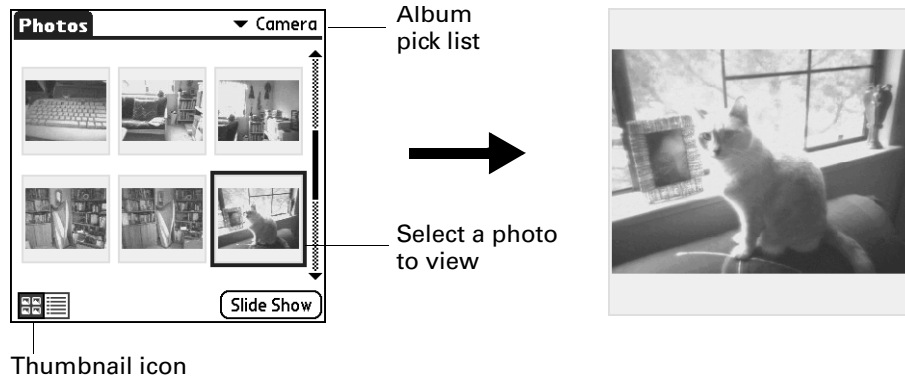 Photos
Camera
Album
pick list
Select a photo
to view
Slide Show
Thumbnail icon